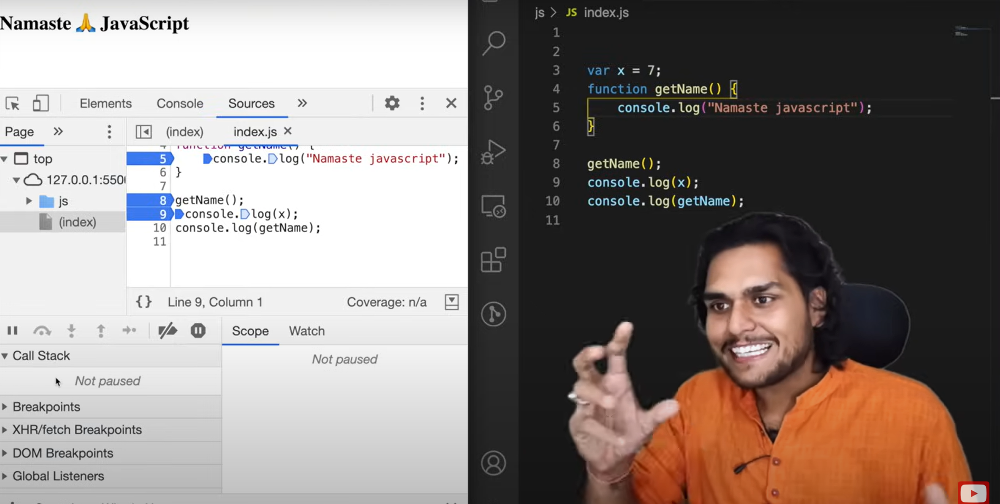 Namaste 🙏 JavaScript
Elements Console Sources »
Page » (index) index.js ×
top
127.0.0.1:550
js
(index)
4 function getName() {
5 console.log("Namaste javascript");
6 }
7
8 getName();
9 console.log(x);
10 console.log(getName);
11
{} Line 9, Column 1 Coverage: n/a
Scope Watch
Call Stack
Not paused
Not paused
Breakpoints
XHR/fetch Breakpoints
DOM Breakpoints
Global Listeners
js > JS index.js
1
2
3 var x = 7;
4 function getName() {
5 console.log("Namaste javascript");
6 }
7
8 getName();
9 console.log(x);
10 console.log(getName);
11